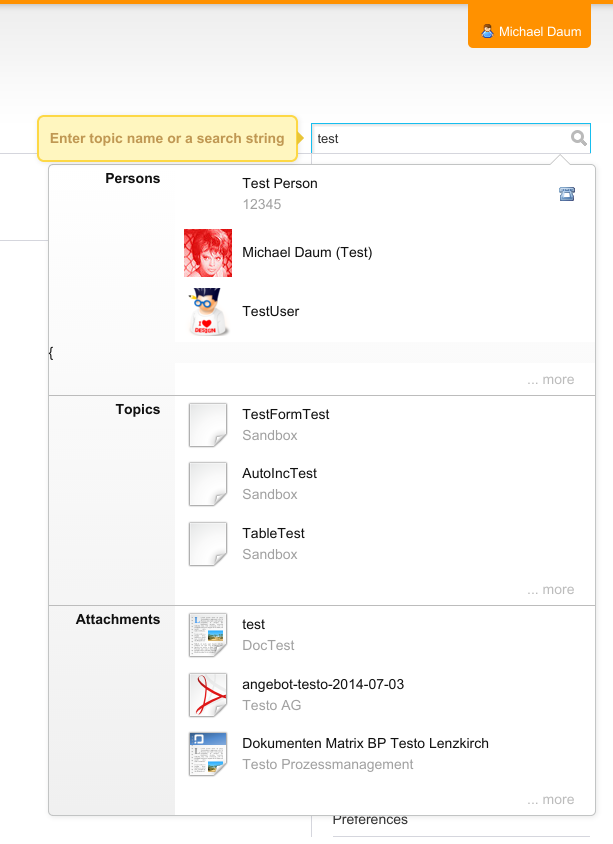 Michael Daum
Enter topic name or a search string
test
Persons
Test Person
12345
Michael Daum (Test)
I ♥
DESIGN
TestUser
{
... more
Topics
TestFormTest
Sandbox
AutoIncTest
Sandbox
TableTest
Sandbox
... more
Attachments
test
DocTest
angebot-testo-2014-07-03
Testo AG
Dokumenten Matrix BP Testo Lenzkirch
Testo Prozessmanagement
... more
Preferences